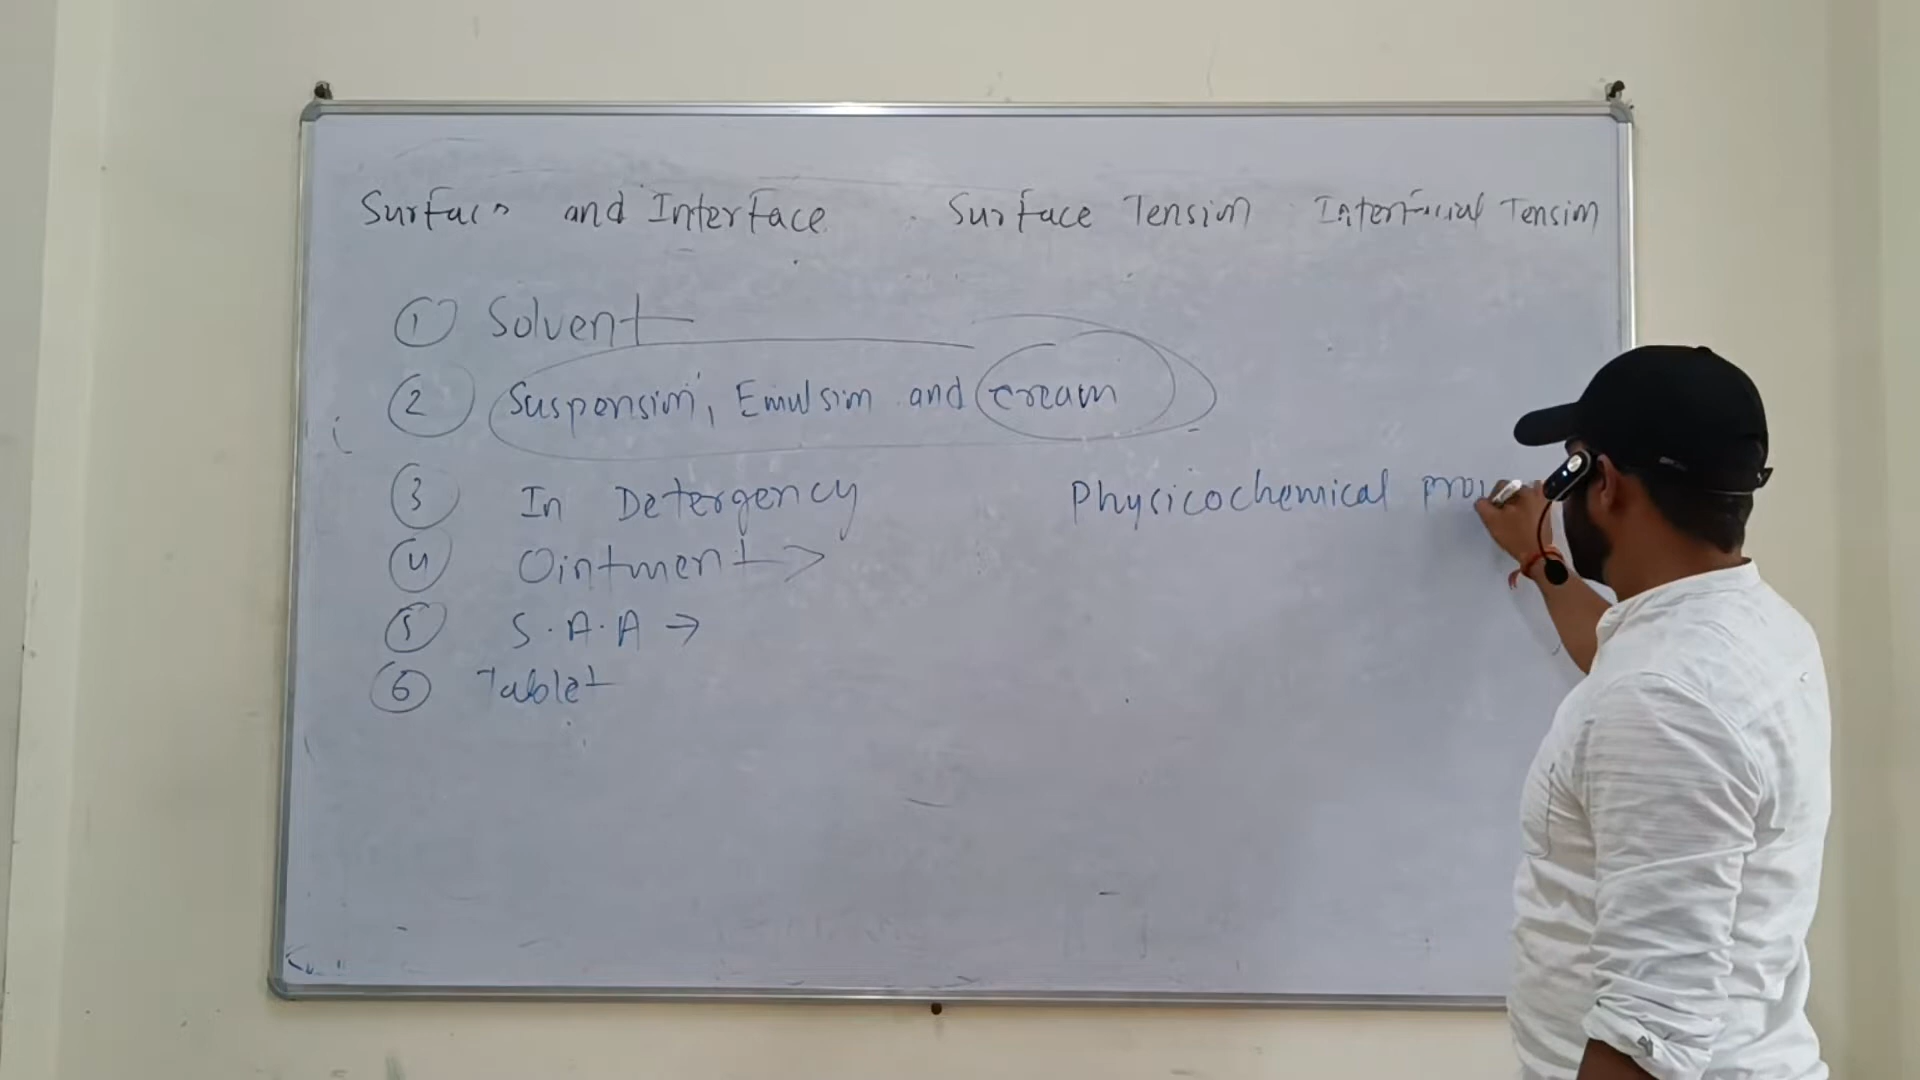 Surface and Interface Surface Tension Interfacial Tension
① Solvent
② Suspension, Emulsion and cream
③ In Detergency
Physicochemical
④ Ointment →
⑤ S.A.A →
⑥ Tablet